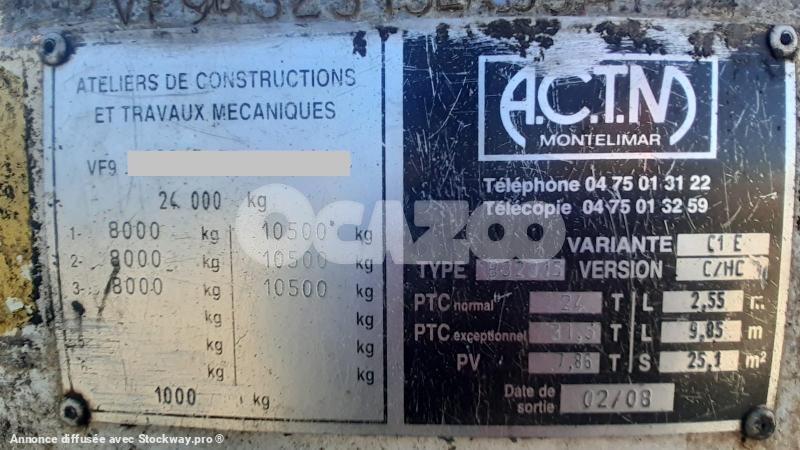 ATELIERS DE CONSTRUCTIONS
ET TRAVAUX MECANIQUES
VF9
24 000 kg
1- 8000 kg 10500 kg
2- 8000 kg 10500 kg
3- 8000 kg 10500 kg
kg kg
kg kg
kg kg
1000 kg
A.C.T.M
MONTELIMAR
Téléphone 04 75 01 31 22
Télécopie 04 75 01 32 59
VARIANTE C1 E
TYPE VERSION C/HC
PTC normal 24 T L 2,55 m
PTC exceptionnel 31,5 T L 9,85 m
PV 7,86 T S 25,1 m²
Date de sortie 02/08
OCAZOO
Annonce diffusée avec Stockway.pro ®